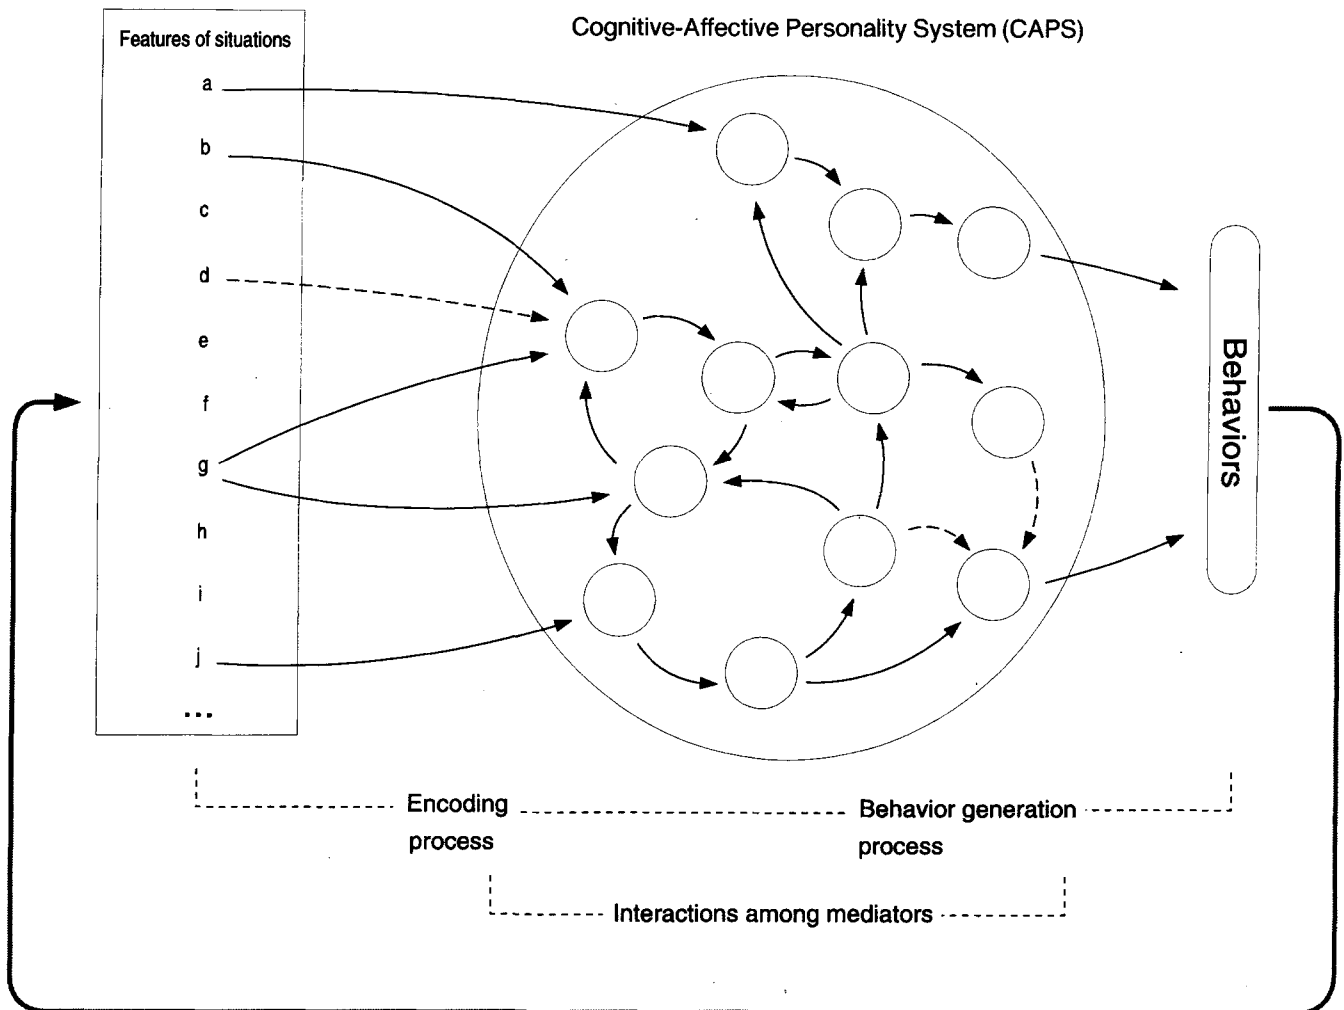 Cognitive-Affective Personality System (CAPS)
Features of situations
a
b
c
d
e
f
g
h
i
j
...
Behaviors
Encoding
process
Behavior generation
process
Interactions among mediators